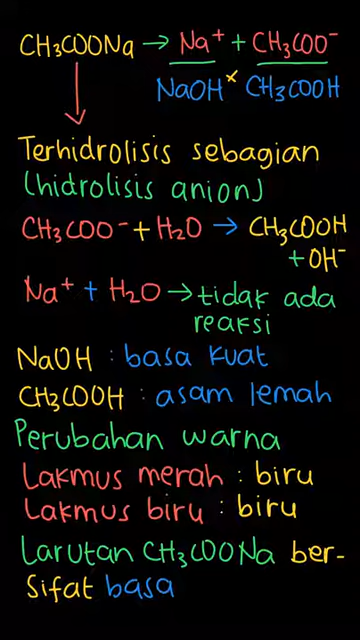 CH3COONa → Na⁺ + CH3COO⁻
NaOH × CH3COOH
Terhidrolisis sebagian
(hidrolisis anion)
CH3COO⁻ + H2O → CH3COOH
+ OH⁻
Na⁺ + H2O → tidak ada
reaksi
NaOH : basa kuat
CH3COOH : asam lemah
Perubahan warna
Lakmus merah : biru
Lakmus biru : biru
Larutan CH3COONa ber-
sifat basa